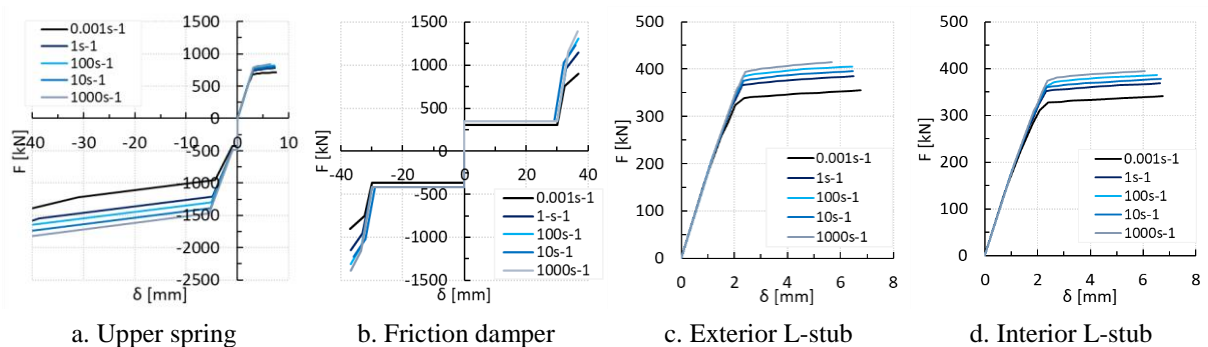 1500
1000
500
0
-500
-1000
-1500
-2000
-2500
-40
-30
-20
-10
0
10
F [kN]
δ [mm]
0.001s-1
1s-1
100s-1
10s-1
1000s-1
a. Upper spring
1500
1000
500
0
-500
-1000
-1500
-40
-20
0
20
40
F [kN]
δ [mm]
0.001s-1
1-s-1
100s-1
10s-1
1000s-1
b. Friction damper
500
400
300
200
100
0
0 2 4 6 8
F [kN]
δ [mm]
0.001s-1
1s-1
100s-1
10s-1
1000s-1
c. Exterior L-stub
500
400
300
200
100
0
0 2 4 6 8
F [kN]
δ [mm]
0.001s-1
1s-1
100s-1
10s-1
1000s-1
d. Interior L-stub